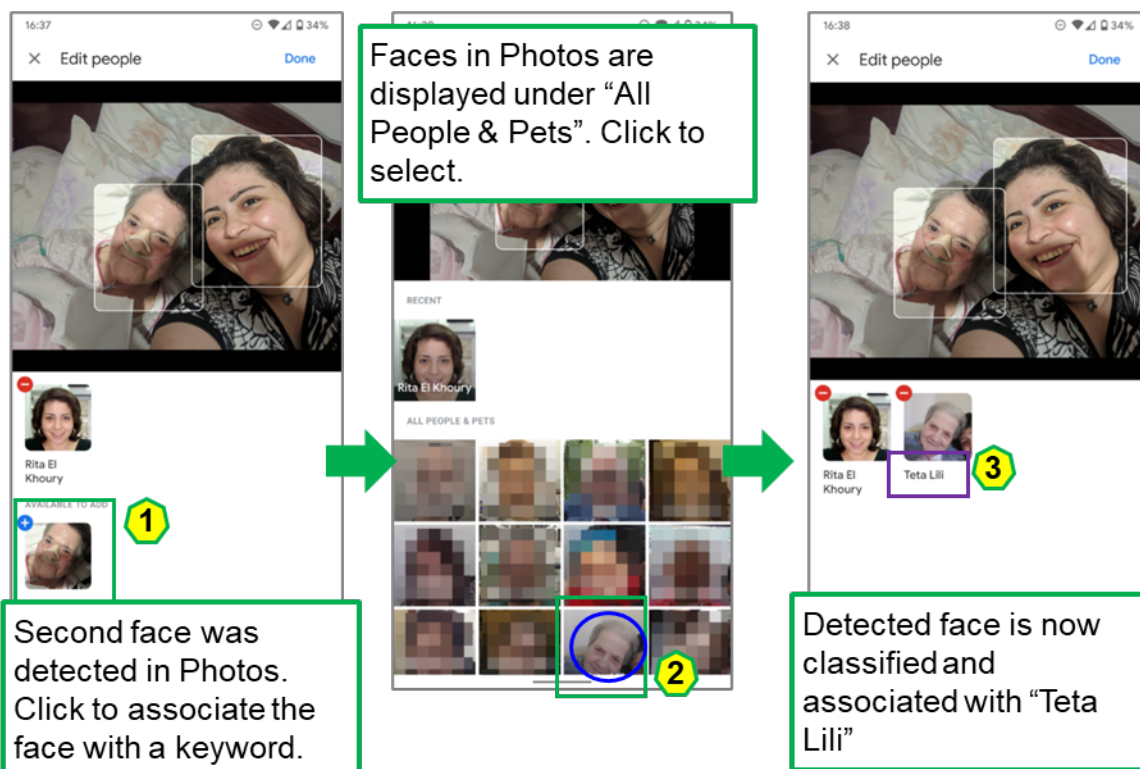 16:37
34%
Edit people
Done
Rita El
Khoury
AVAILABLE TO ADD
1
Second face was
detected in Photos.
Click to associate the
face with a keyword.
Faces in Photos are
displayed under “All
People & Pets”. Click to
select.
RECENT
Rita El Khoury
ALL PEOPLE & PETS
2
16:38
34%
Edit people
Done
Rita El
Khoury
Teta Lili
3
Detected face is now
classified and
associated with “Teta
Lili”